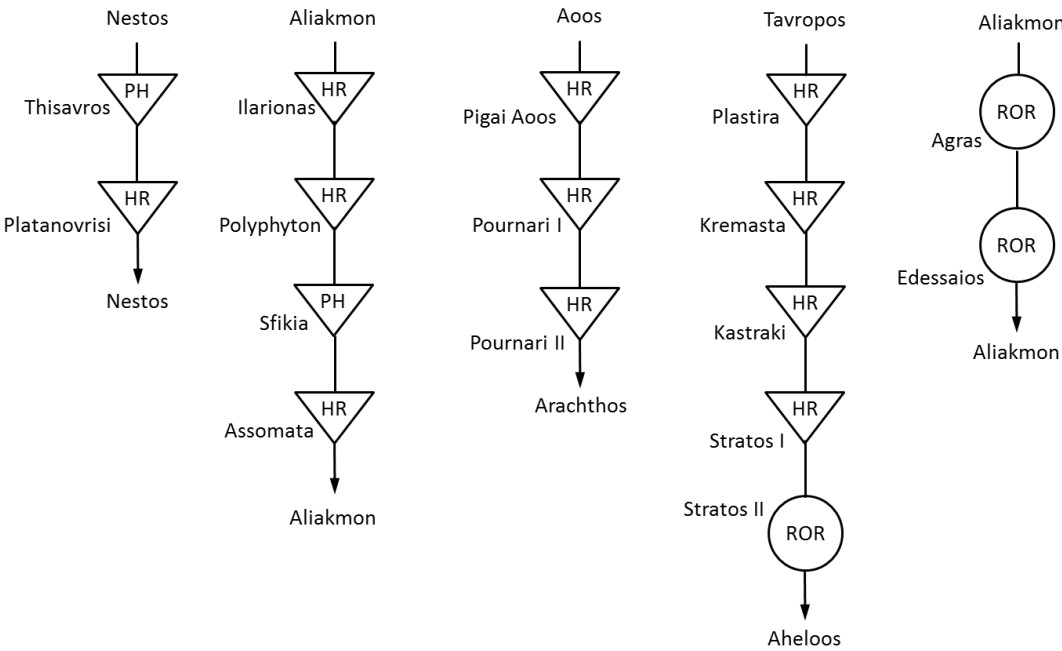 Nestos
PH
Thisavros
HR
Platanovrisi
Nestos
Aliakmon
HR
Ilarionas
HR
Polyphyton
PH
Sfikia
HR
Assomata
Aliakmon
Aoos
HR
Pigai Aoos
HR
Pournari I
HR
Pournari II
Arachthos
Tavropos
HR
Plastira
HR
Kremasta
HR
Kastraki
HR
Stratos I
Stratos II
ROR
Aheloos
Aliakmon
ROR
Agras
ROR
Edessaios
Aliakmon